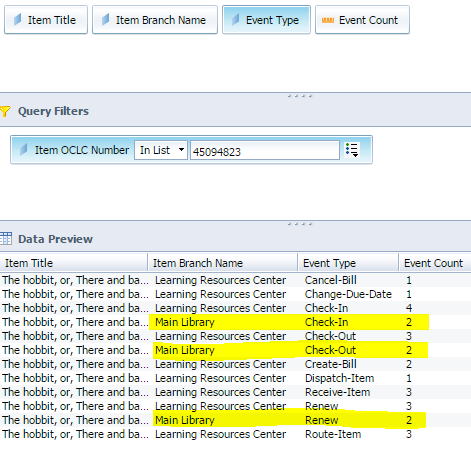 Item Title Item Branch Name Event Type Event Count
Query Filters
Item OCLC Number In List 45094823
Data Preview
Item Title Item Branch Name Event Type Event Count
The hobbit, or, There and ba... Learning Resources Center Cancel-Bill 1
The hobbit, or, There and ba... Learning Resources Center Change-Due-Date 1
The hobbit, or, There and ba... Learning Resources Center Check-In 4
The hobbit, or, There and ba... Main Library Check-In 2
The hobbit, or, There and ba... Learning Resources Center Check-Out 3
The hobbit, or, There and ba... Main Library Check-Out 2
The hobbit, or, There and ba... Learning Resources Center Create-Bill 2
The hobbit, or, There and ba... Learning Resources Center Dispatch-Item 1
The hobbit, or, There and ba... Learning Resources Center Receive-Item 3
The hobbit, or, There and ba... Learning Resources Center Renew 3
The hobbit, or, There and ba... Main Library Renew 2
The hobbit, or, There and ba... Learning Resources Center Route-Item 3